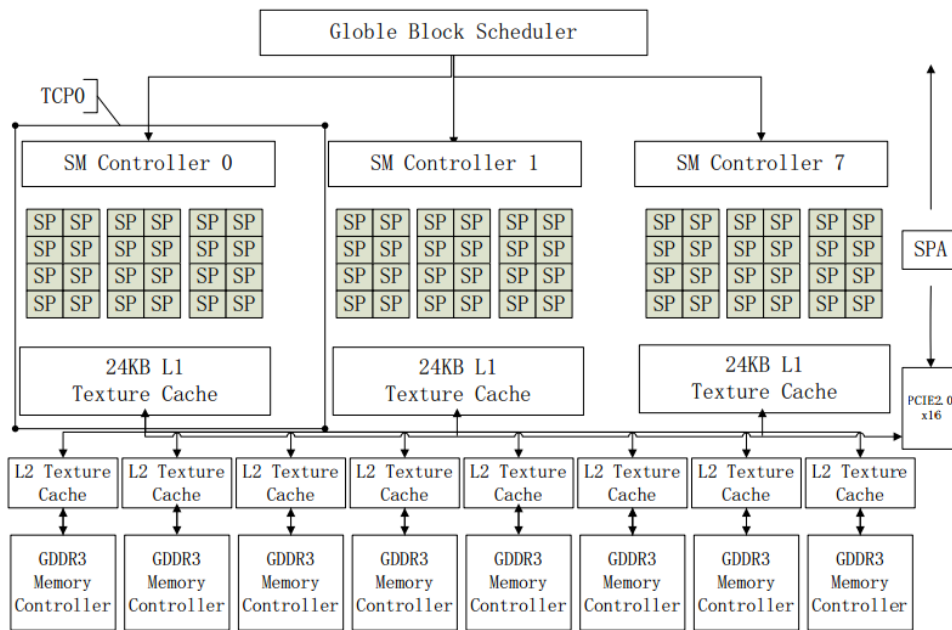 Globle Block Scheduler
TCP0
SM Controller 0
SM Controller 1
SM Controller 7
SP SP SP SP SP SP SP SP SP SP SP SP SP SP SP SP SP SP
SP SP SP SP SP SP SP SP SP SP SP SP SP SP SP SP SP SP
SP SP SP SP SP SP SP SP SP SP SP SP SP SP SP SP SP SP
SP SP SP SP SP SP SP SP SP SP SP SP SP SP SP SP SP SP
SPA
24KB L1
Texture Cache
24KB L1
Texture Cache
24KB L1
Texture Cache
PCIE2.0
x16
L2 Texture
Cache
L2 Texture
Cache
L2 Texture
Cache
L2 Texture
Cache
L2 Texture
Cache
L2 Texture
Cache
L2 Texture
Cache
L2 Texture
Cache
GDDR3
Memory
Controller
GDDR3
Memory
Controller
GDDR3
Memory
Controller
GDDR3
Memory
Controller
GDDR3
Memory
Controller
GDDR3
Memory
Controller
GDDR3
Memory
Controller
GDDR3
Memory
Controller